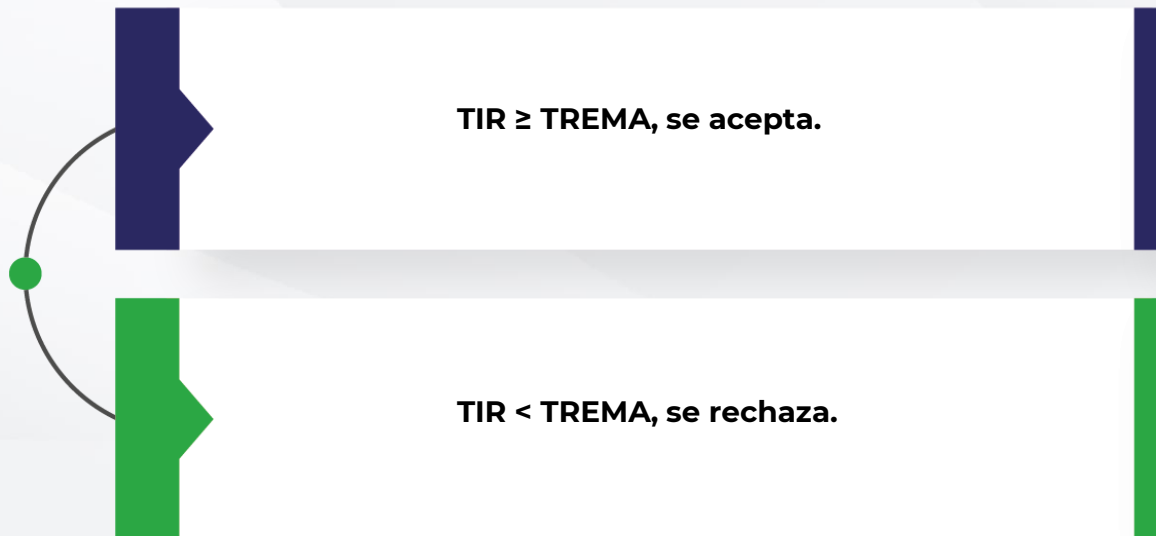 TIR ≥ TREMA, se acepta.
TIR < TREMA, se rechaza.